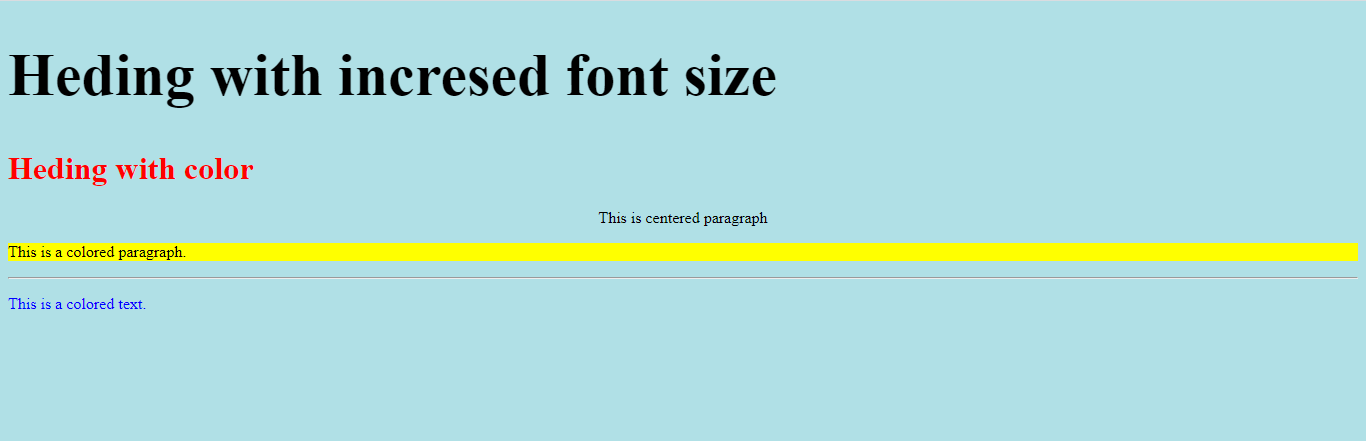 Heding with incresed font size
Heding with color
This is centered paragraph
This is a colored paragraph.
This is a colored text.